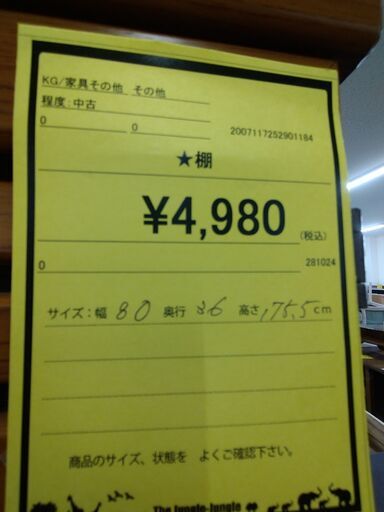 KG/家具その他 その他
程度:中古
0 0 2007117252901184
★棚
¥4,980 (税込)
0 281024
サイズ:幅 80 奥行 36 高さ 175.5cm
商品のサイズ、状態を よくご確認下さい。
The Jungle-Jungle